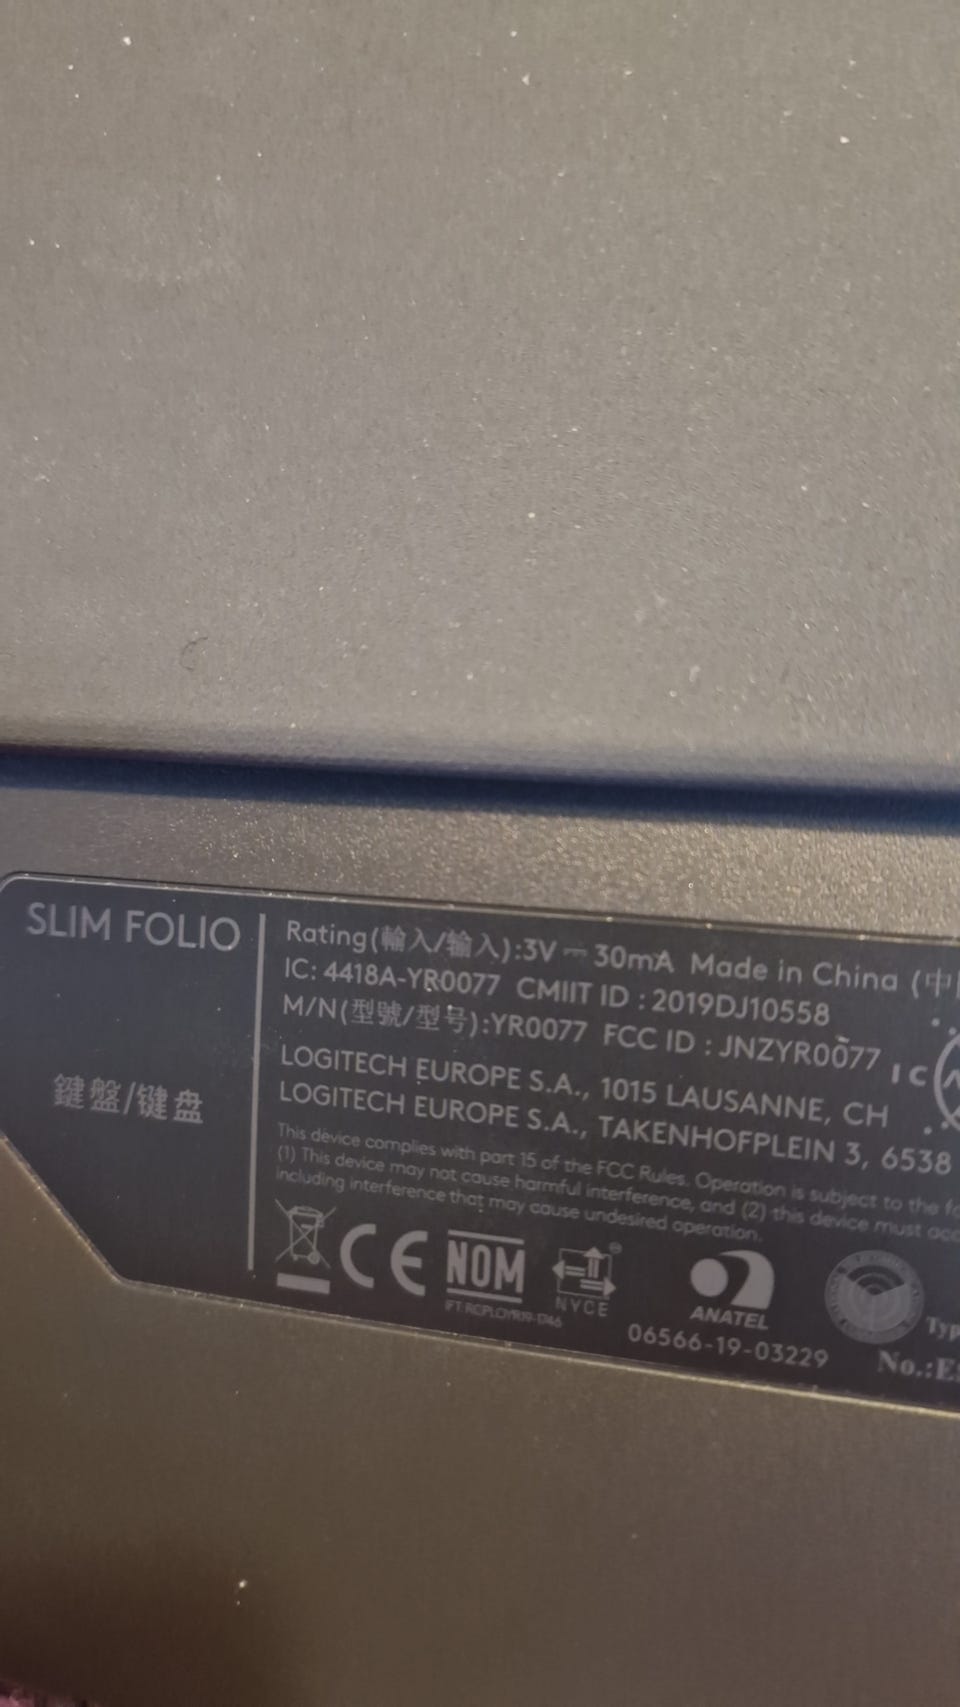 SLIM FOLIO
鍵盤/键盘
Rating(輸入/输入):3V ⎓ 30mA Made in China (中
IC: 4418A-YR0077 CMIIT ID : 2019DJ10558
M/N(型號/型号):YR0077 FCC ID : JNZYR0077
LOGITECH EUROPE S.A., 1015 LAUSANNE, CH
LOGITECH EUROPE S.A., TAKENHOFPLEIN 3, 6538
This device complies with part 15 of the FCC Rules. Operation is subject to the
(1) This device may not cause harmful interference, and (2) this device must
including interference that may cause undesired operation.
IC
CE NOM NYCE ANATEL
06566-19-03229
No.: